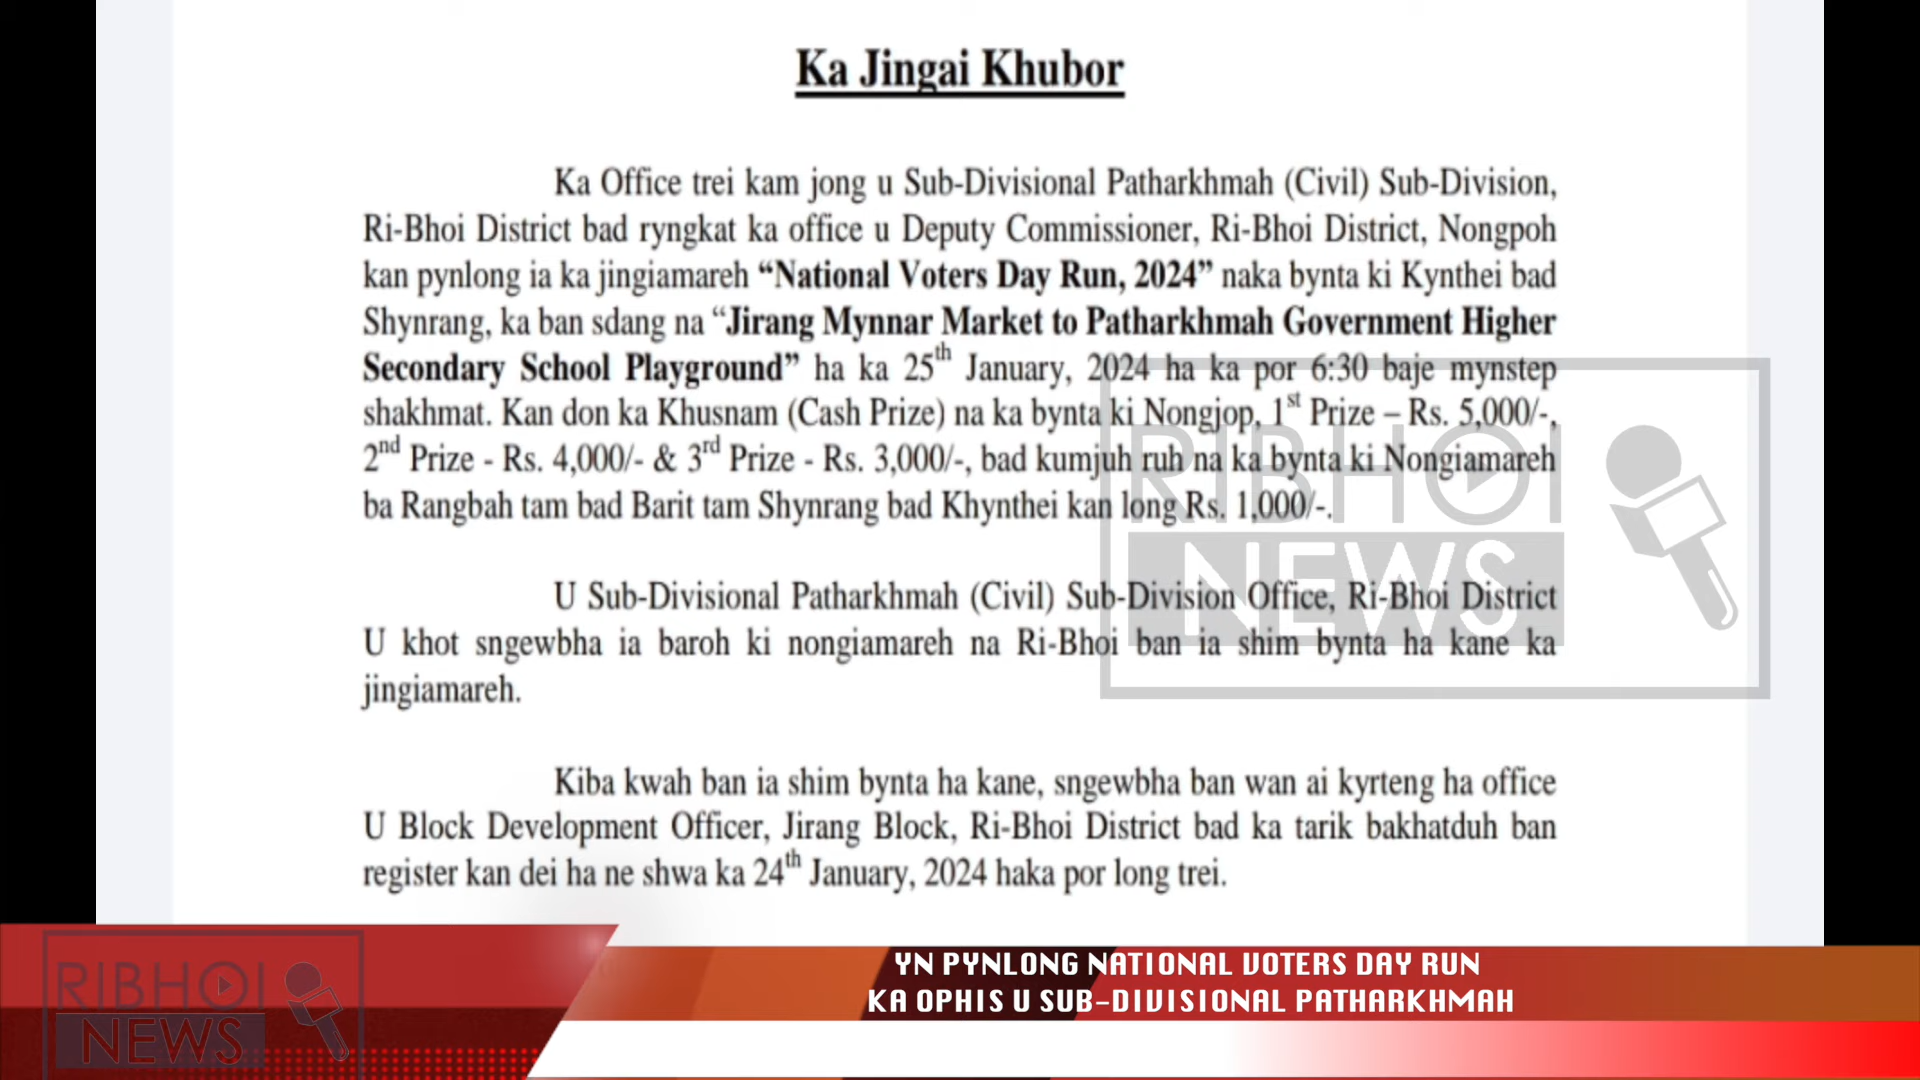 Ka Jingai Khubor
Ka Office trei kam jong u Sub-Divisional Patharkhmah (Civil) Sub-Division,
Ri-Bhoi District bad ryngkat ka office u Deputy Commissioner, Ri-Bhoi District, Nongpoh
kan pynlong ia ka jingiamareh “National Voters Day Run, 2024” naka bynta ki Kynthei bad
Shynrang, ka ban sdang na “Jirang Mynnar Market to Patharkhmah Government Higher
Secondary School Playground” ha ka 25th January, 2024 ha ka por 6:30 baje mynstep
shakhmat. Kan don ka Khusnam (Cash Prize) na ka bynta ki Nongjop, 1st Prize – Rs. 5,000/-,
2nd Prize - Rs. 4,000/- & 3rd Prize - Rs. 3,000/-, bad kumjuh ruh na ka bynta ki Nongiamareh
ba Rangbah tam bad Barit tam Shynrang bad Khynthei kan long Rs. 1,000/-.
U Sub-Divisional Patharkhmah (Civil) Sub-Division Office, Ri-Bhoi District
U khot sngewbha ia baroh ki nongiamareh na Ri-Bhoi ban ia shim bynta ha kane ka
jingiamareh.
Kiba kwah ban ia shim bynta ha kane, sngewbha ban wan ai kyrteng ha office
U Block Development Officer, Jirang Block, Ri-Bhoi District bad ka tarik bakhatduh ban
register kan dei ha ne shwa ka 24th January, 2024 haka por long trei.
RIBHOI
NEWS
YN PYNLONG NATIONAL VOTERS DAY RUN
KA OPHIS U SUB-DIVISIONAL PATHARKHMAH
RIBHOI
NEWS